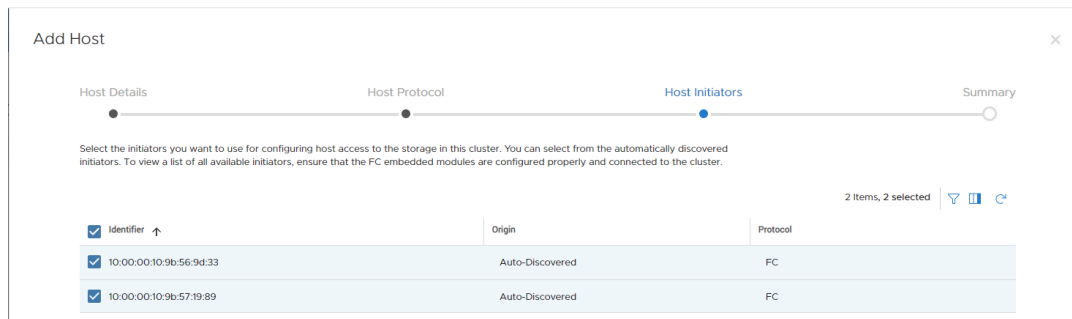 Add Host
Host Details Host Protocol Host Initiators Summary
Select the initiators you want to use for configuring host access to the storage in this cluster. You can select from the automatically discovered
initiators. To view a list of all available initiators, ensure that the FC embedded modules are configured properly and connected to the cluster.
2 Items, 2 selected
Identifier Origin Protocol
10:00:00:10:9b:56:9d:33 Auto-Discovered FC
10:00:00:10:9b:57:19:89 Auto-Discovered FC